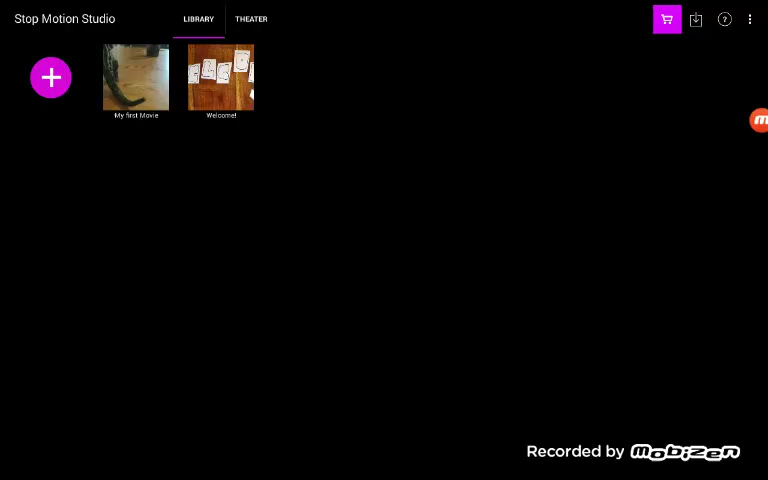 Stop Motion Studio
LIBRARY
THEATER
?
My first Movie
Welcome!
m
Recorded by mobizen